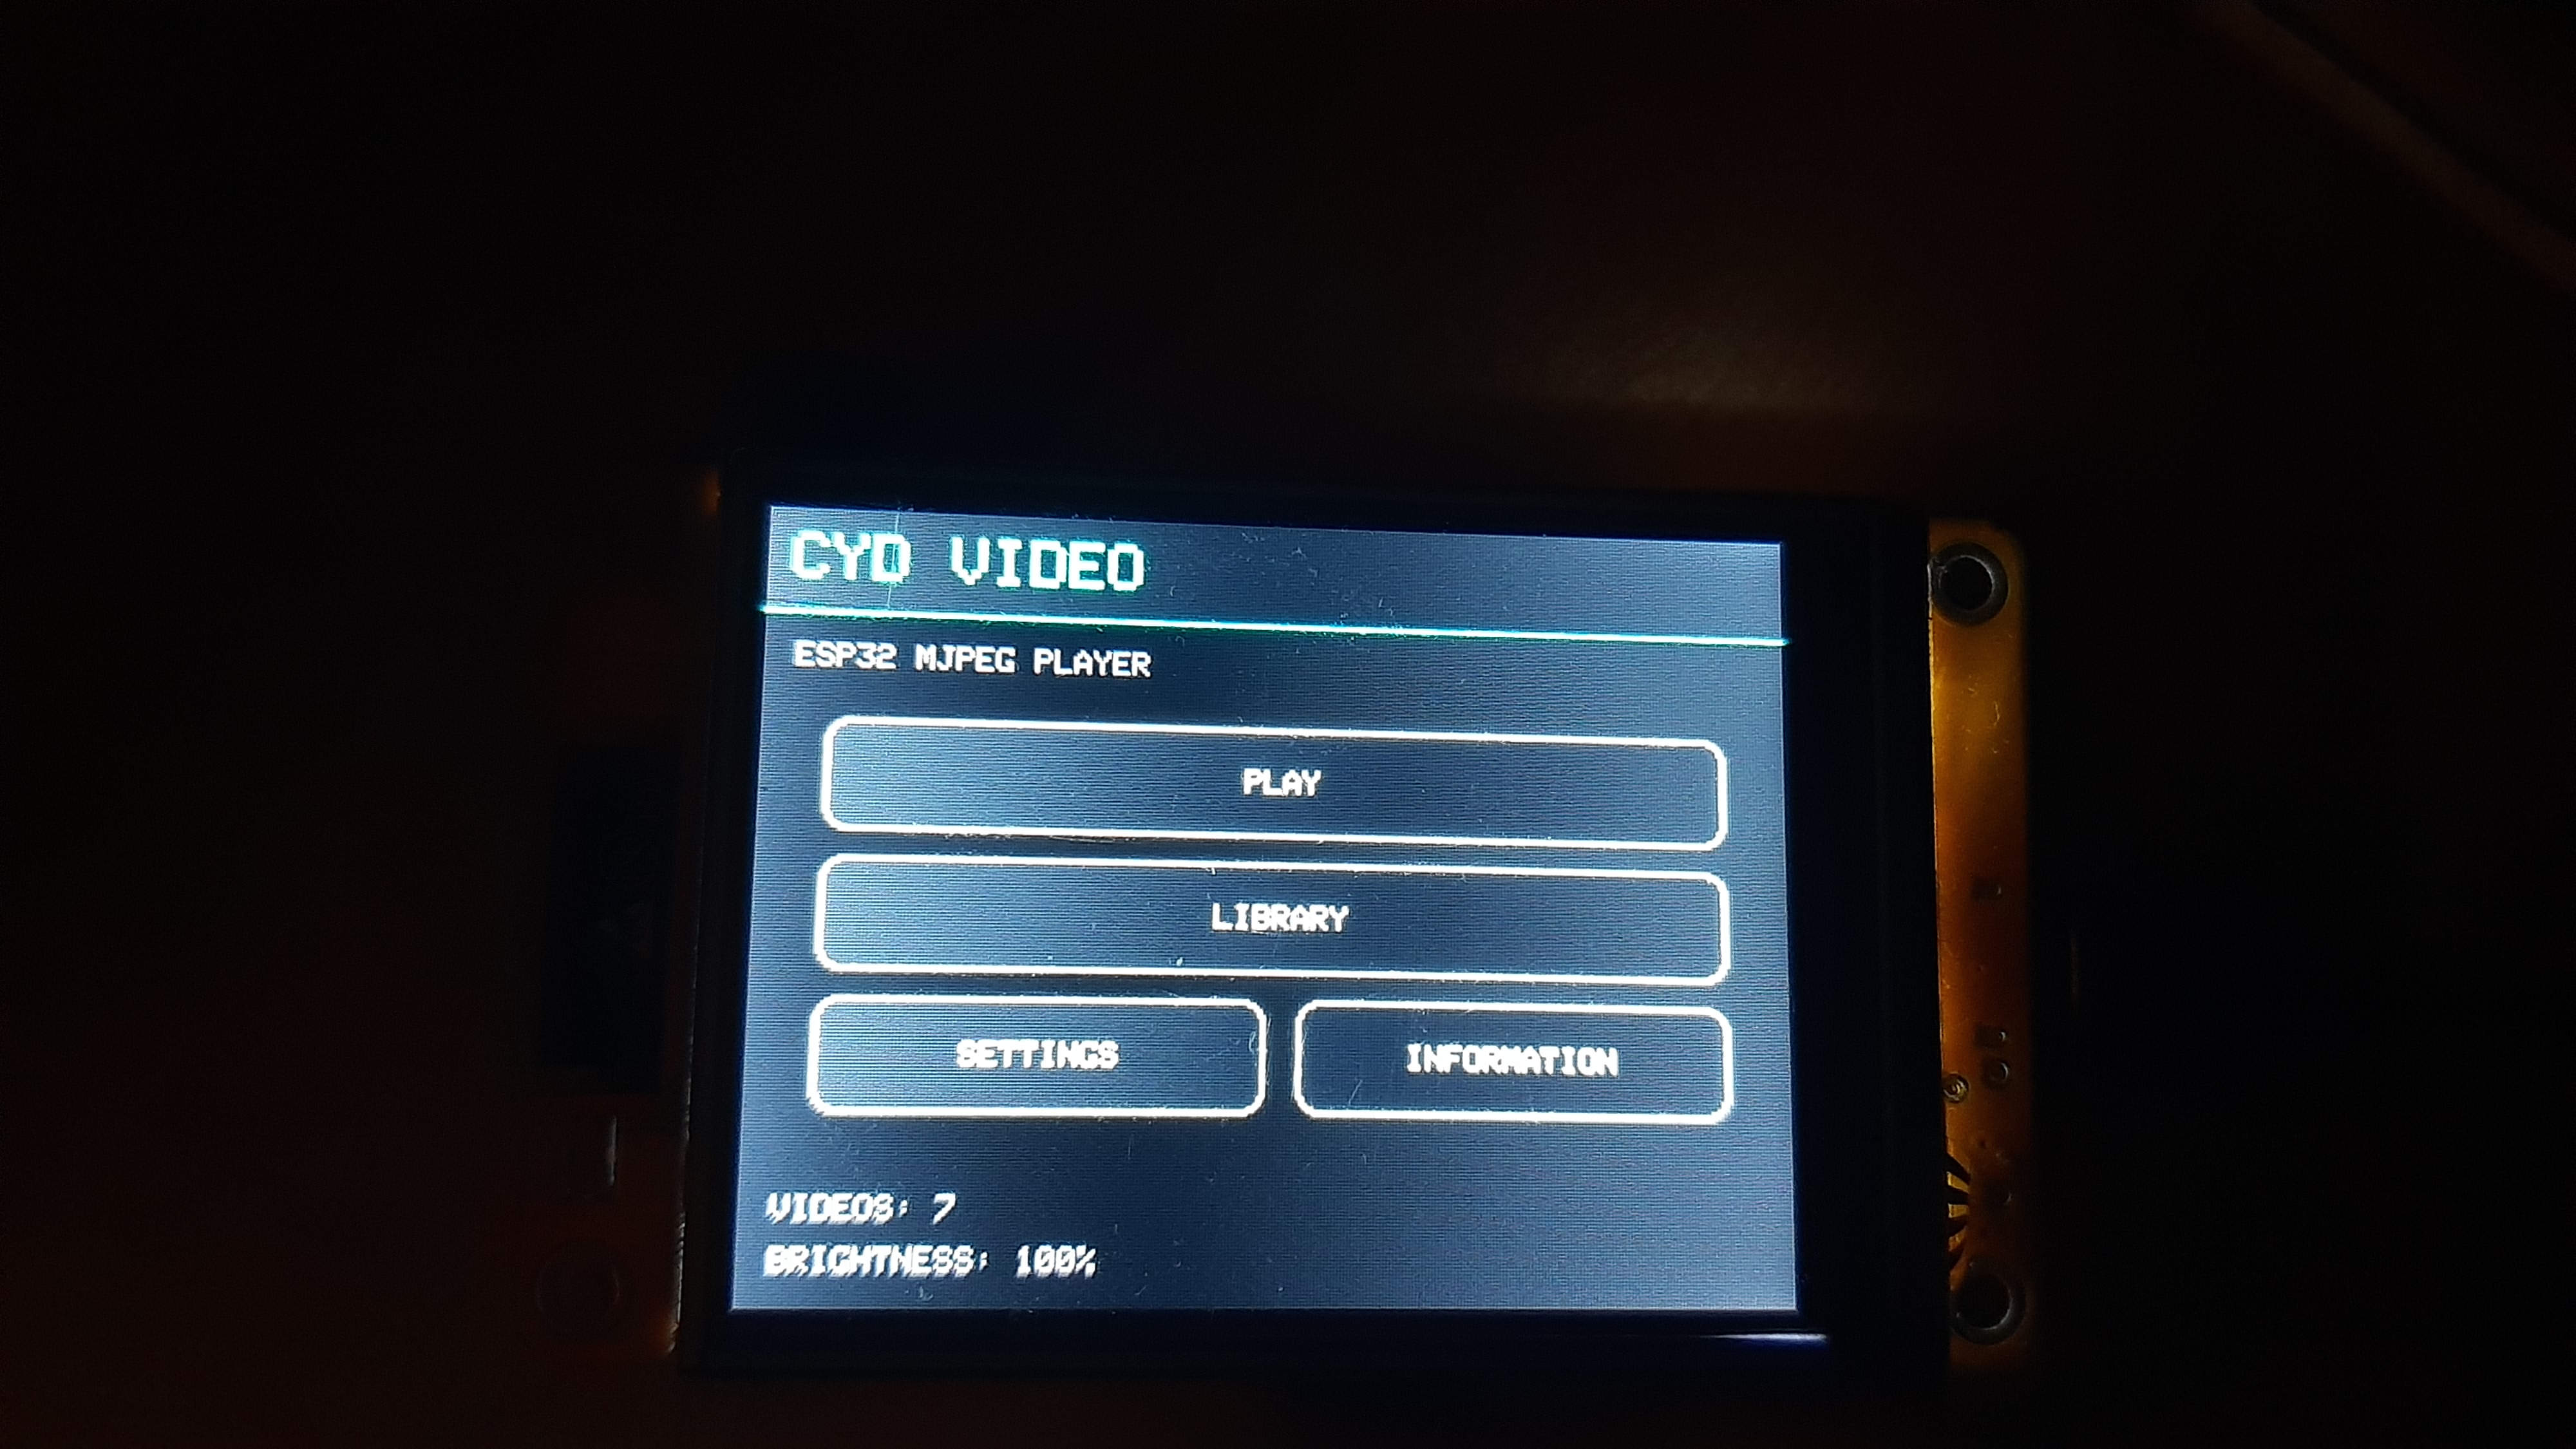 CYD VIDEO
ESP32 MJPEG PLAYER
PLAY
LIBRARY
SETTINGS INFORMATION
VIDEOS: 7
BRIGHTNESS: 100%